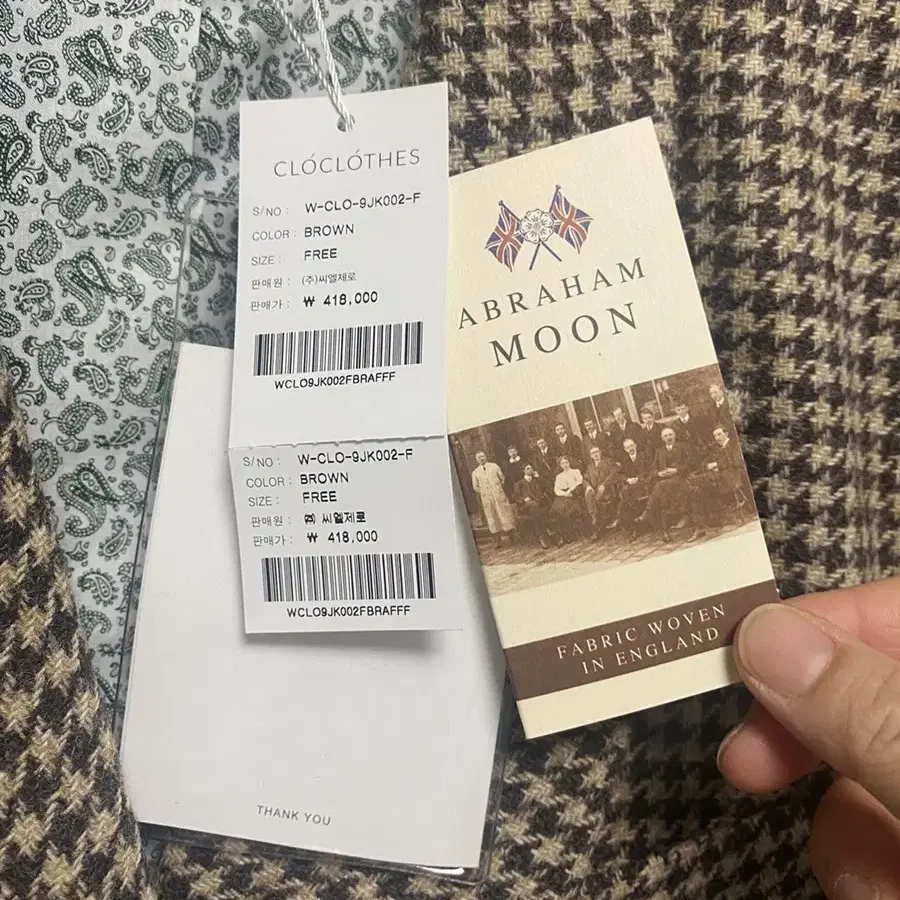 CLÓCLÓTHES
S/NO : W-CLO-9JK002-F
COLOR : BROWN
SIZE : FREE
판매원 : (주)씨엘제로
판매가 : ₩ 418,000
WCLO9JK002FBRAFFF
S/NO : W-CLO-9JK002-F
COLOR : BROWN
SIZE : FREE
판매원 : ㈜ 씨엘제로
판매가 : ₩ 418,000
WCLO9JK002FBRAFFF
THANK YOU
ABRAHAM
MOON
FABRIC WOVEN
IN ENGLAND